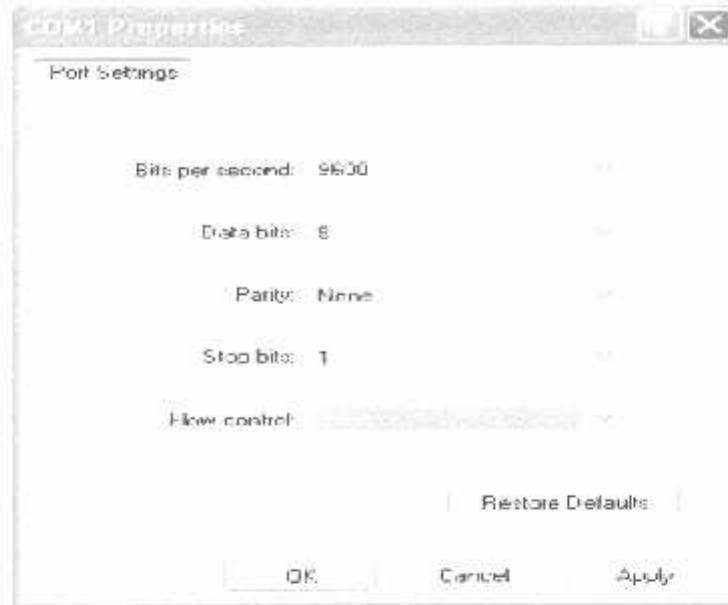 COM1 Properties
Port Settings
Bits per second: 9600
Data bits: 8
Parity: None
Stop bits: 1
Flow control:
Restore Defaults
OK Cancel Apply